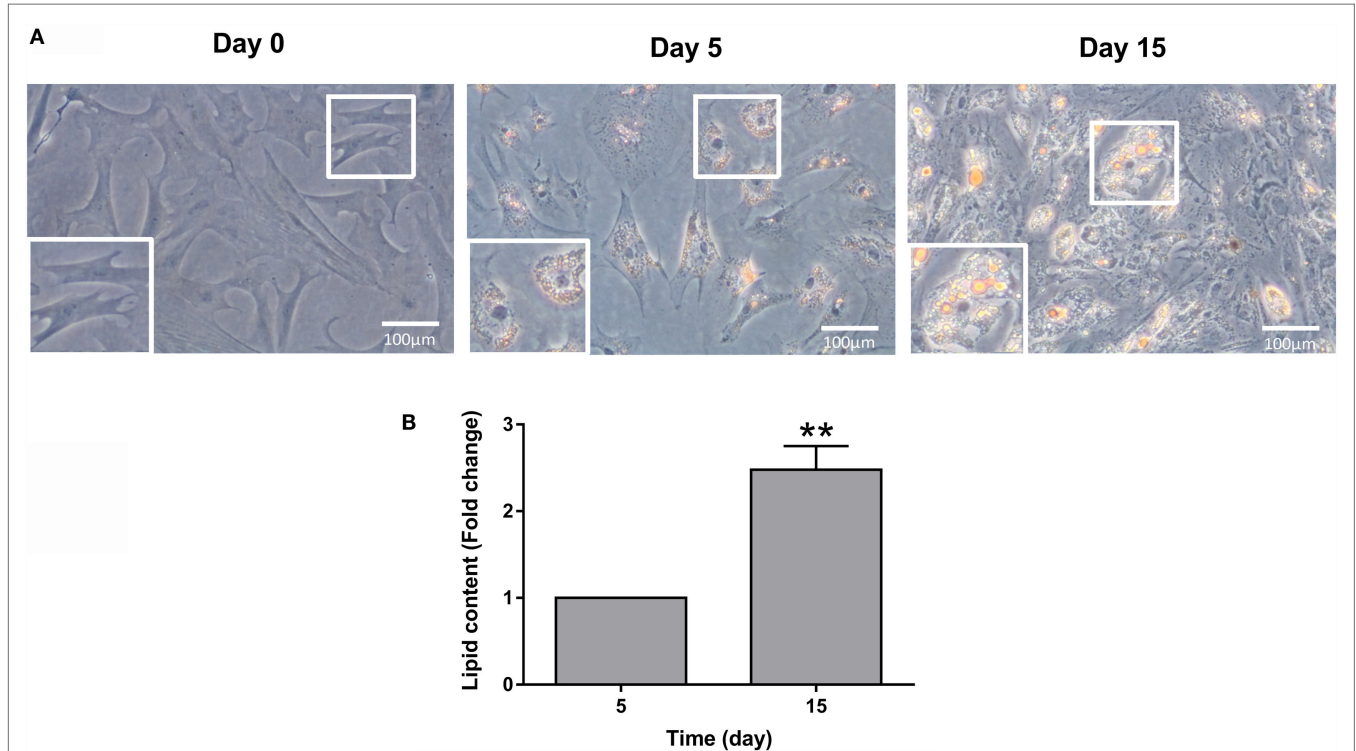 A
Day 0
Day 5
Day 15
100µm
100µm
100µm
B
Lipid content (Fold change)
3
**
2
1
0
5
15
Time (day)